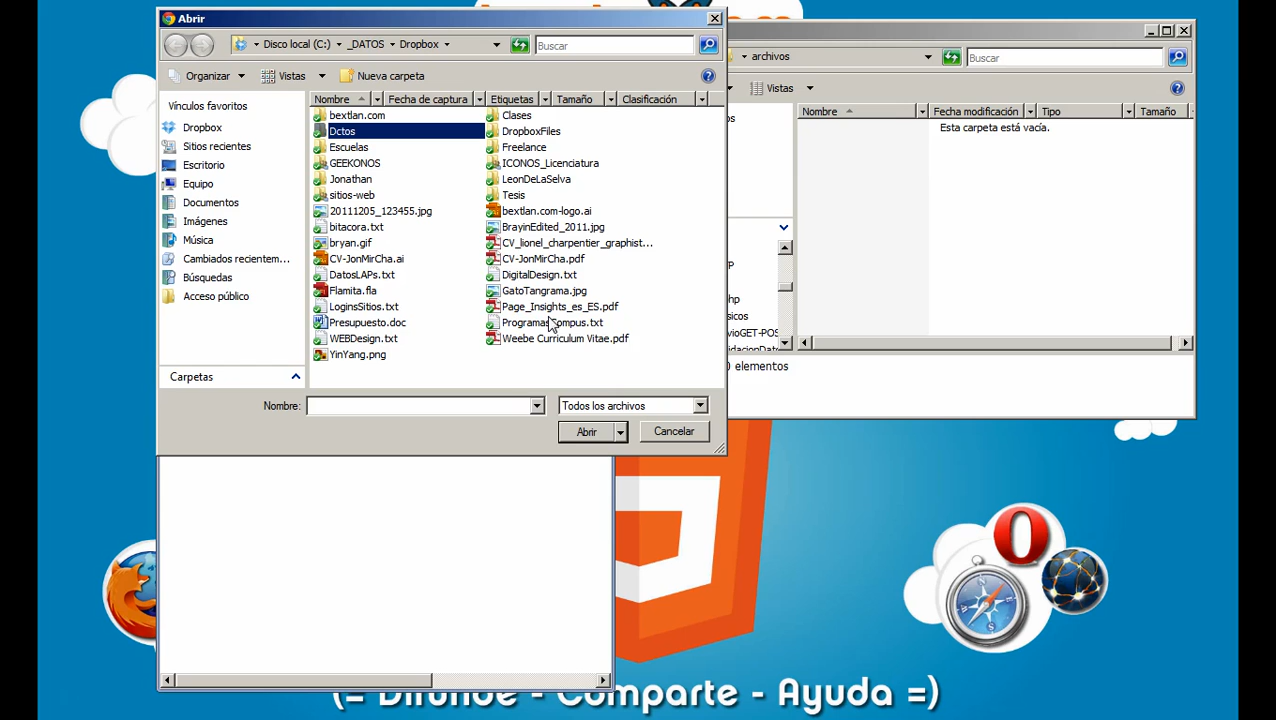 Abrir
Disco local (C:) _DATOS Dropbox
Buscar
Organizar Vistas Nueva carpeta
Vínculos favoritos
Dropbox
Sitios recientes
Escritorio
Equipo
Documentos
Imágenes
Música
Cambiados recientem...
Búsquedas
Acceso público
Carpetas
Nombre Fecha de captura Etiquetas Tamaño Clasificación
bextlan.com Clases
Dctos DropboxFiles
Escuelas Freelance
GEEKONOS ICONOS_Licenciatura
Jonathan LeonDeLaSelva
sitios-web Tesis
20111205_123455.jpg bextlan.com-logo.ai
bitacora.txt BrayinEdited_2011.jpg
bryan.gif CV_lionel_charpentier_graphist...
CV-JonMirCha.ai CV-JonMirCha.pdf
DatosLAPs.txt DigitalDesign.txt
Flamita.fla GatoTangrama.jpg
LoginsSitios.txt Page_Insights_es_ES.pdf
Presupuesto.doc
WEBDesign.txt Weebe Curriculum Vitae.pdf
YinYang.png
Nombre: Todos los archivos
Abrir Cancelar
archivos
Buscar
Vistas
Nombre Fecha modificación Tipo Tamaño
Esta carpeta está vacía.
elementos
(= Difunde - Comparte - Ayuda =)